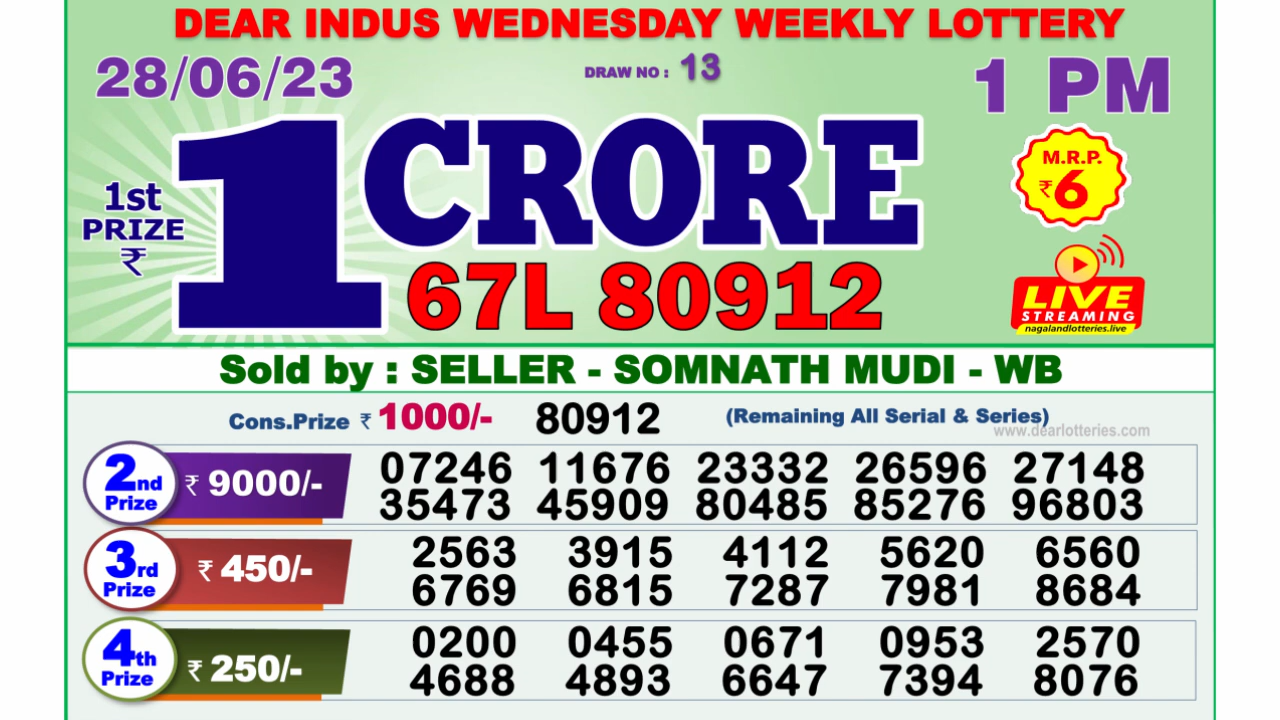 DEAR INDUS WEDNESDAY WEEKLY LOTTERY
28/06/23
DRAW NO : 13
1 PM
1st
PRIZE
₹
1 CRORE
M.R.P.
₹6
67L 80912
LIVE
STREAMING
nagalandlotteries.live
Sold by : SELLER - SOMNATH MUDI - WB
Cons.Prize ₹ 1000/- 80912 (Remaining All Serial & Series)
www.dearlotteries.com
2nd Prize ₹ 9000/-
07246 11676 23332 26596 27148
35473 45909 80485 85276 96803
3rd Prize ₹ 450/-
2563 3915 4112 5620 6560
6769 6815 7287 7981 8684
4th Prize ₹ 250/-
0200 0455 0671 0953 2570
4688 4893 6647 7394 8076